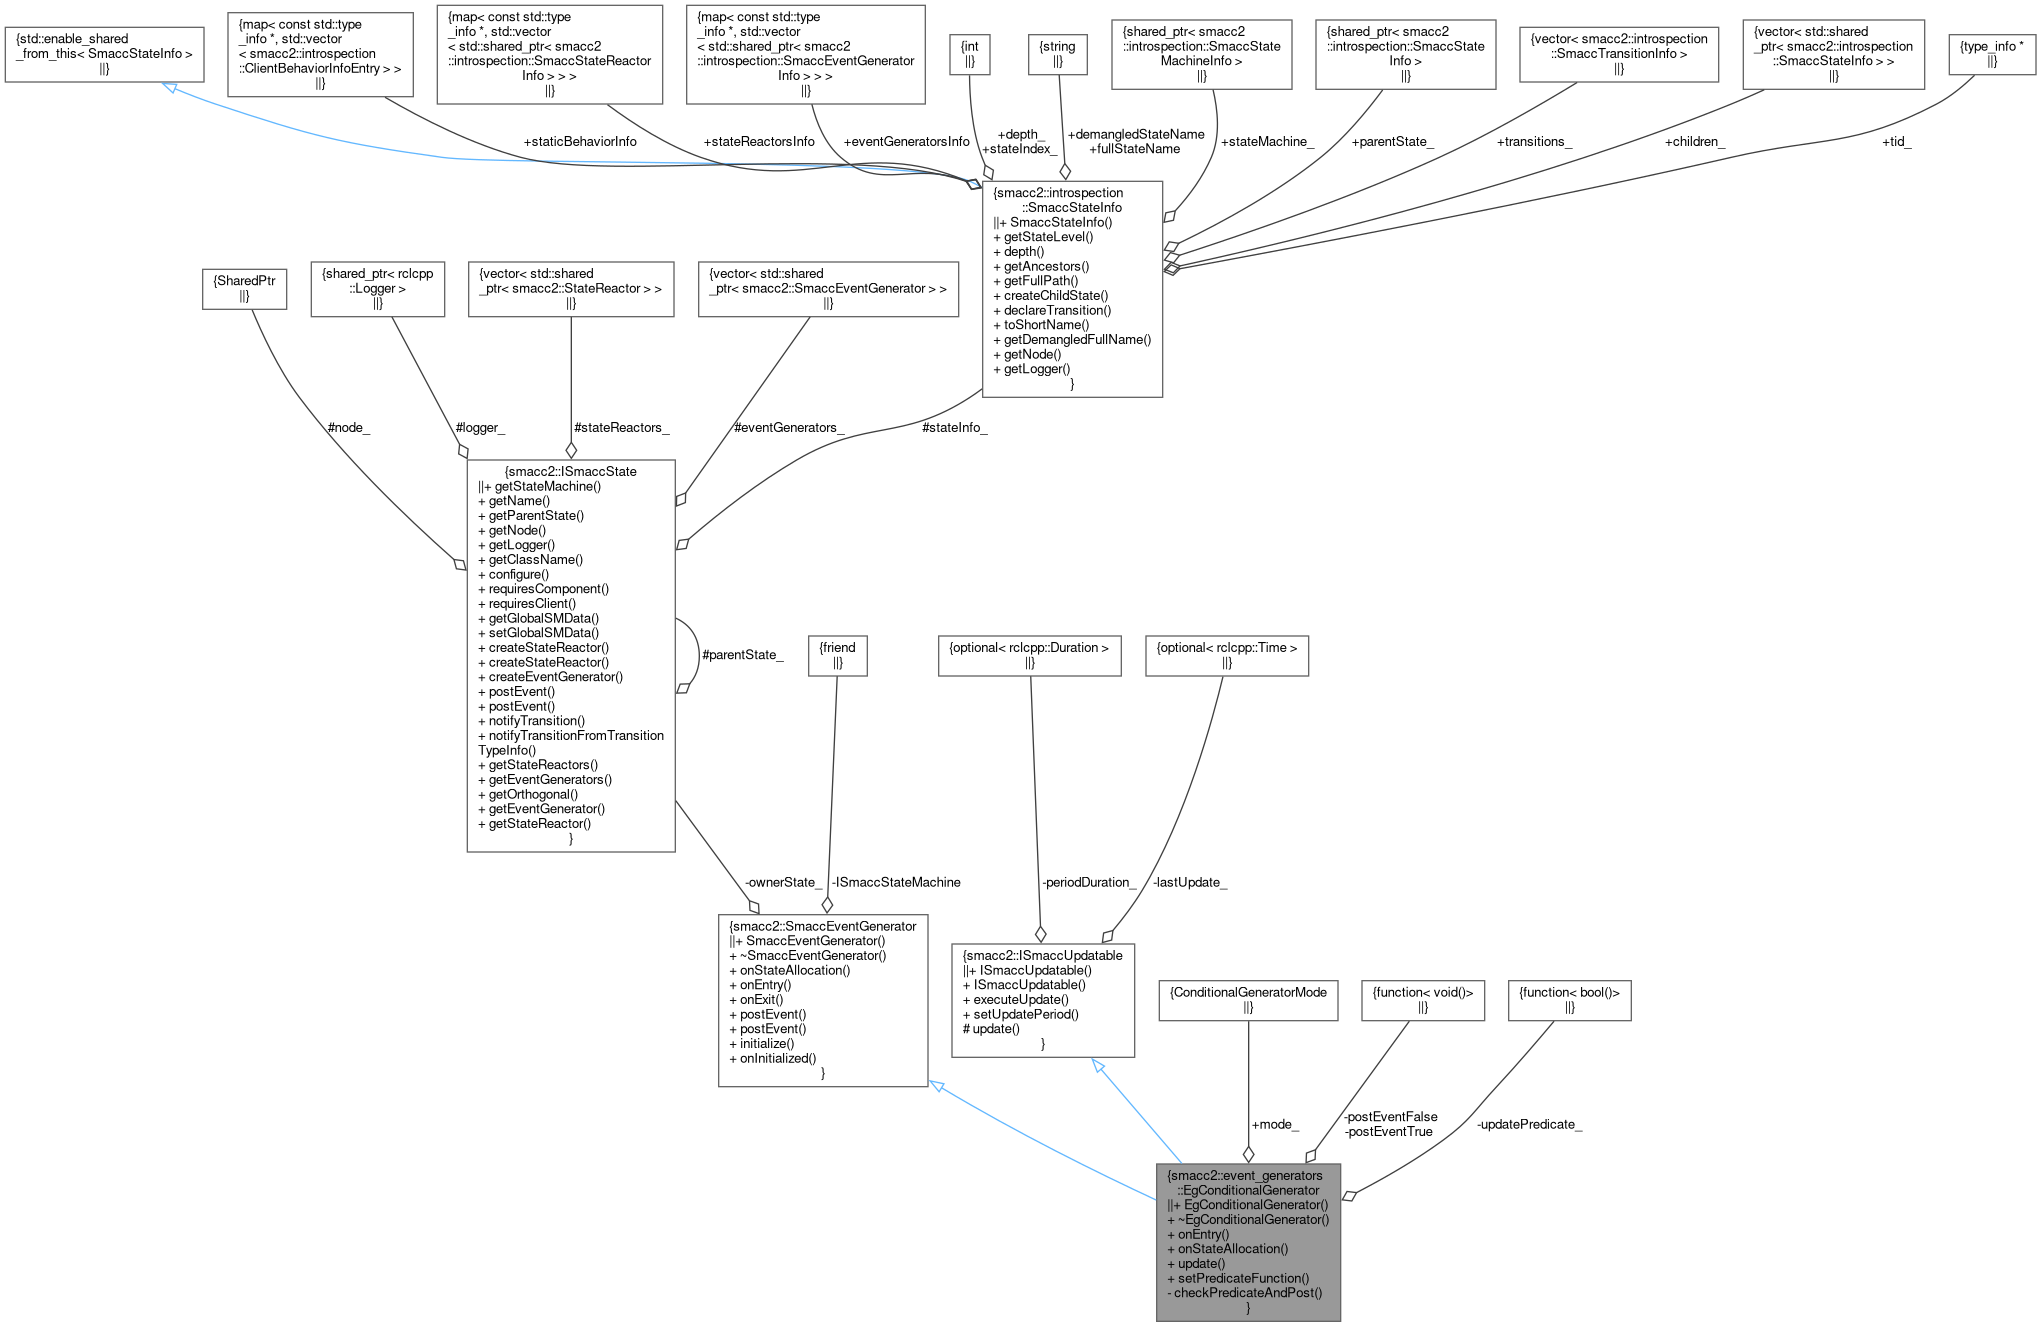 {std::enable_shared
_from_this< SmaccStateInfo >
||}
{map< const std::type
_info *, std::vector
< smacc2::introspection
::ClientBehaviorInfoEntry > >
||}
{map< const std::type
_info *, std::vector
< std::shared_ptr< smacc2
::introspection::SmaccStateReactor
Info > > >
||}
{map< const std::type
_info *, std::vector
< std::shared_ptr< smacc2
::introspection::SmaccEventGenerator
Info > > >
||}
{int
||}
{string
||}
{shared_ptr< smacc2
::introspection::SmaccState
MachineInfo >
||}
{shared_ptr< smacc2
::introspection::SmaccState
Info >
||}
{vector< smacc2::introspection
::SmaccTransitionInfo >
||}
{vector< std::shared
_ptr< smacc2::introspection
::SmaccStateInfo > >
||}
{type_info *
||}
+staticBehaviorInfo
+stateReactorsInfo
+eventGeneratorsInfo
+depth_
+stateIndex_
+demangledStateName
+fullStateName
+stateMachine_
+parentState_
+transitions_
+children_
+tid_
{smacc2::introspection
::SmaccStateInfo
||+ SmaccStateInfo()
+ getStateLevel()
+ depth()
+ getAncestors()
+ getFullPath()
+ createChildState()
+ declareTransition()
+ toShortName()
+ getDemangledFullName()
+ getNode()
+ getLogger()
}
{SharedPtr
||}
{shared_ptr< rclcpp
::Logger >
||}
{vector< std::shared
_ptr< smacc2::StateReactor > >
||}
{vector< std::shared
_ptr< smacc2::SmaccEventGenerator > >
||}
#node_
#logger_
#stateReactors_
#eventGenerators_
#stateInfo_
{smacc2::ISmaccState
||+ getStateMachine()
+ getName()
+ getParentState()
+ getNode()
+ getLogger()
+ getClassName()
+ configure()
+ requiresComponent()
+ requiresClient()
+ getGlobalSMData()
+ setGlobalSMData()
+ createStateReactor()
+ createStateReactor()
+ createEventGenerator()
+ postEvent()
+ postEvent()
+ notifyTransition()
+ notifyTransitionFromTransition
TypeInfo()
+ getStateReactors()
+ getEventGenerators()
+ getOrthogonal()
+ getEventGenerator()
+ getStateReactor()
}
#parentState_
{friend
||}
{optional< rclcpp::Duration >
||}
{optional< rclcpp::Time >
||}
-ownerState_
-ISmaccStateMachine
-periodDuration_
-lastUpdate_
{smacc2::SmaccEventGenerator
||+ SmaccEventGenerator()
+ ~SmaccEventGenerator()
+ onStateAllocation()
+ onEntry()
+ onExit()
+ postEvent()
+ postEvent()
+ initialize()
+ onInitialized()
}
{smacc2::ISmaccUpdatable
||+ ISmaccUpdatable()
+ ISmaccUpdatable()
+ executeUpdate()
+ setUpdatePeriod()
# update()
}
{ConditionalGeneratorMode
||}
{function< void()>
||}
{function< bool()>
||}
+mode_
-postEventFalse
-postEventTrue
-updatePredicate_
{smacc2::event_generators
::EgConditionalGenerator
||+ EgConditionalGenerator()
+ ~EgConditionalGenerator()
+ onEntry()
+ onStateAllocation()
+ update()
+ setPredicateFunction()
- checkPredicateAndPost()
}